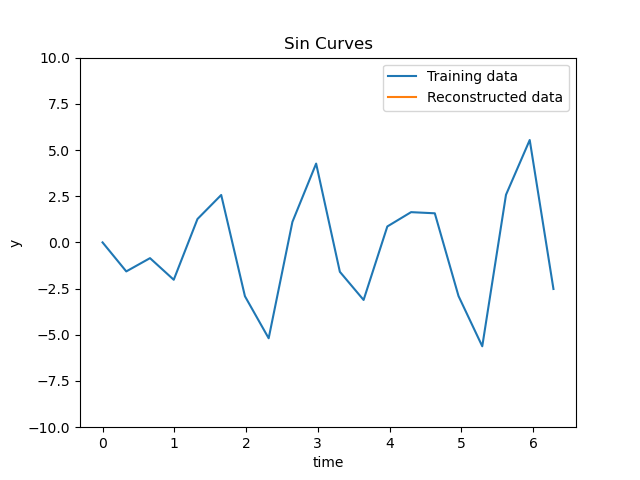 Sin Curves
Training data
Reconstructed data
y
10.0
7.5
5.0
2.5
0.0
−2.5
−5.0
−7.5
−10.0
0 1 2 3 4 5 6
time